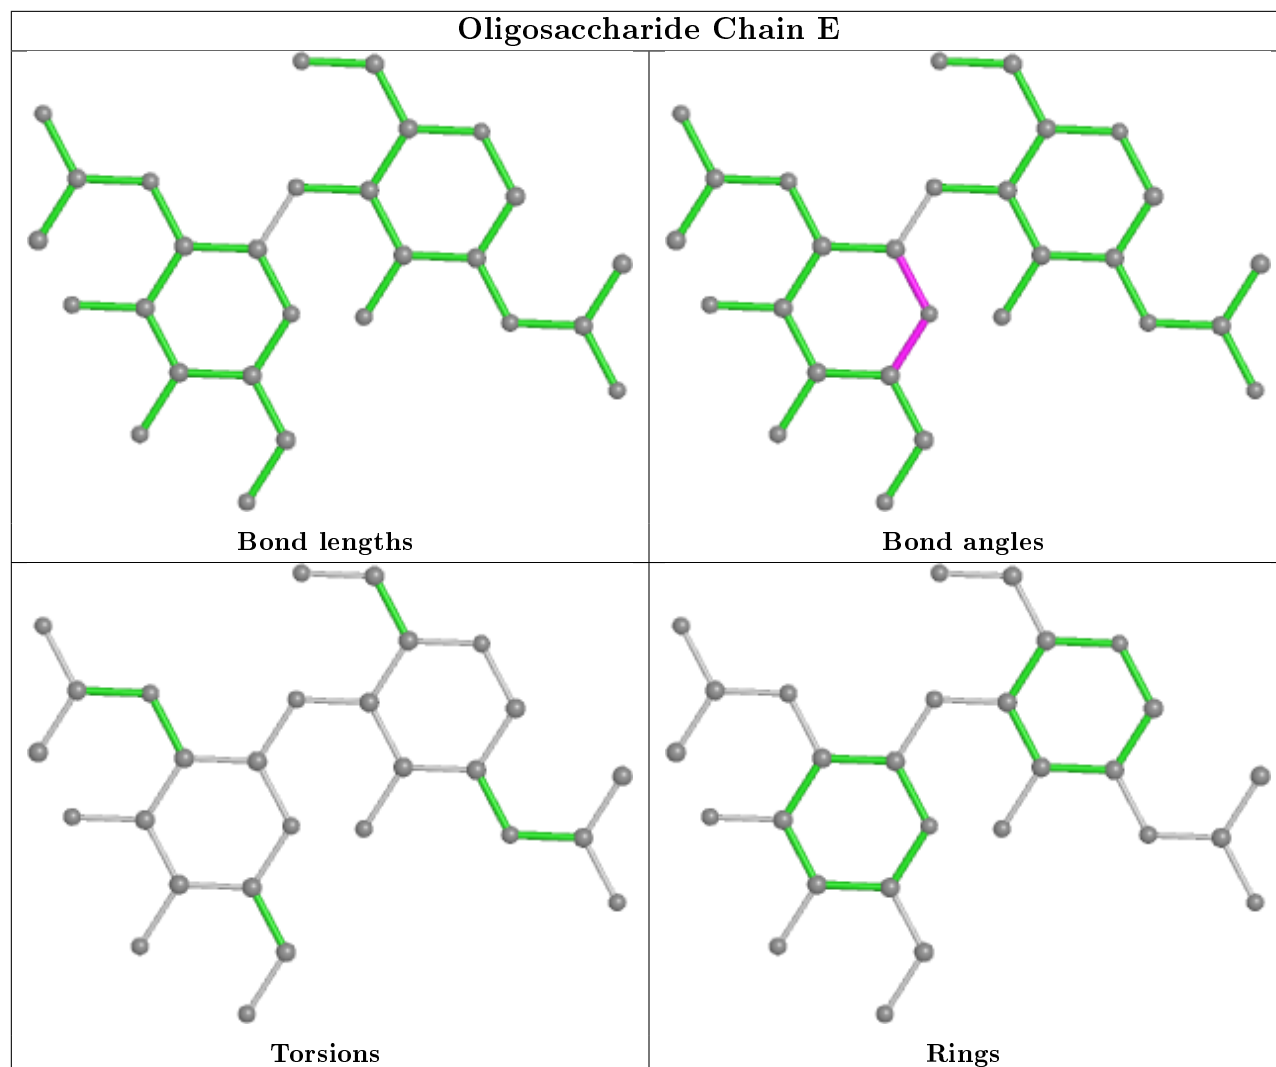 Oligosaccharide Chain E
Bond lengths
Bond angles
Torsions
Rings